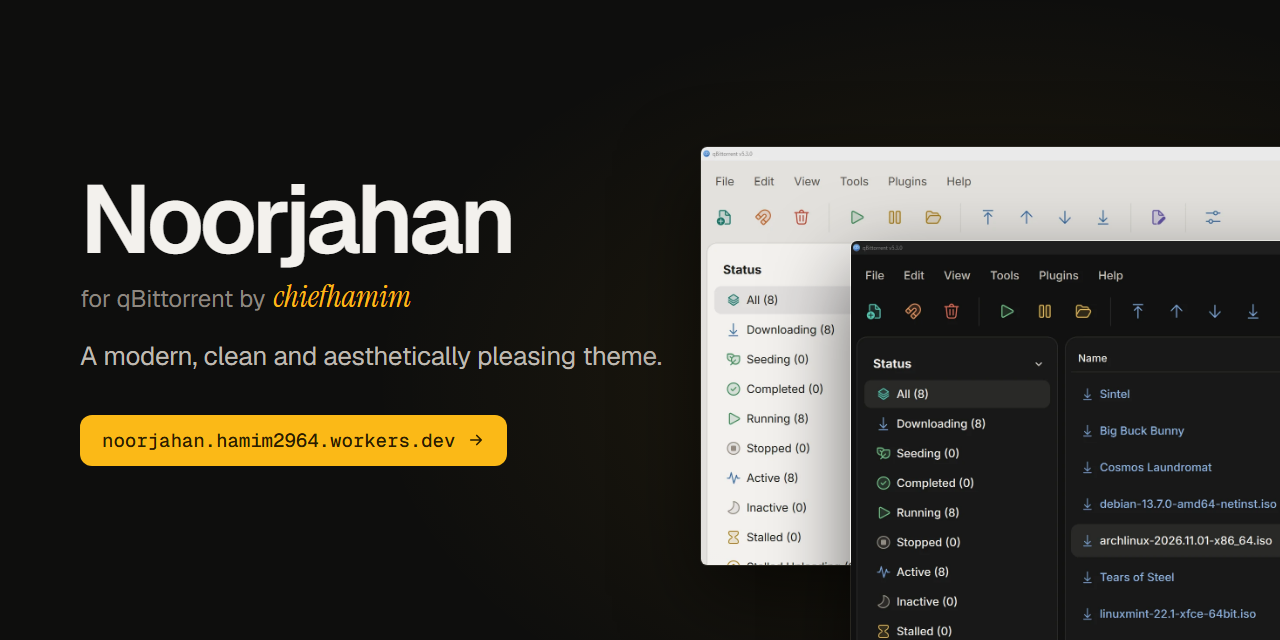 Noorjahan
for qBittorrent by chiefhamim
A modern, clean and aesthetically pleasing theme.
noorjahan.hamim2964.workers.dev →
qBittorrent v5.2.0
File Edit View Tools Plugins Help
Status
All (8)
Downloading (8)
Seeding (0)
Completed (0)
Running (8)
Stopped (0)
Active (8)
Inactive (0)
Stalled (0)
File Edit View Tools Plugins Help
Status
All (8)
Downloading (8)
Seeding (0)
Completed (0)
Running (8)
Stopped (0)
Active (8)
Inactive (0)
Stalled (0)
Name
Sintel
Big Buck Bunny
Cosmos Laundromat
debian-13.7.0-amd64-netinst.iso
archlinux-2026.11.01-x86_64.iso
Tears of Steel
linuxmint-22.1-xfce-64bit.iso